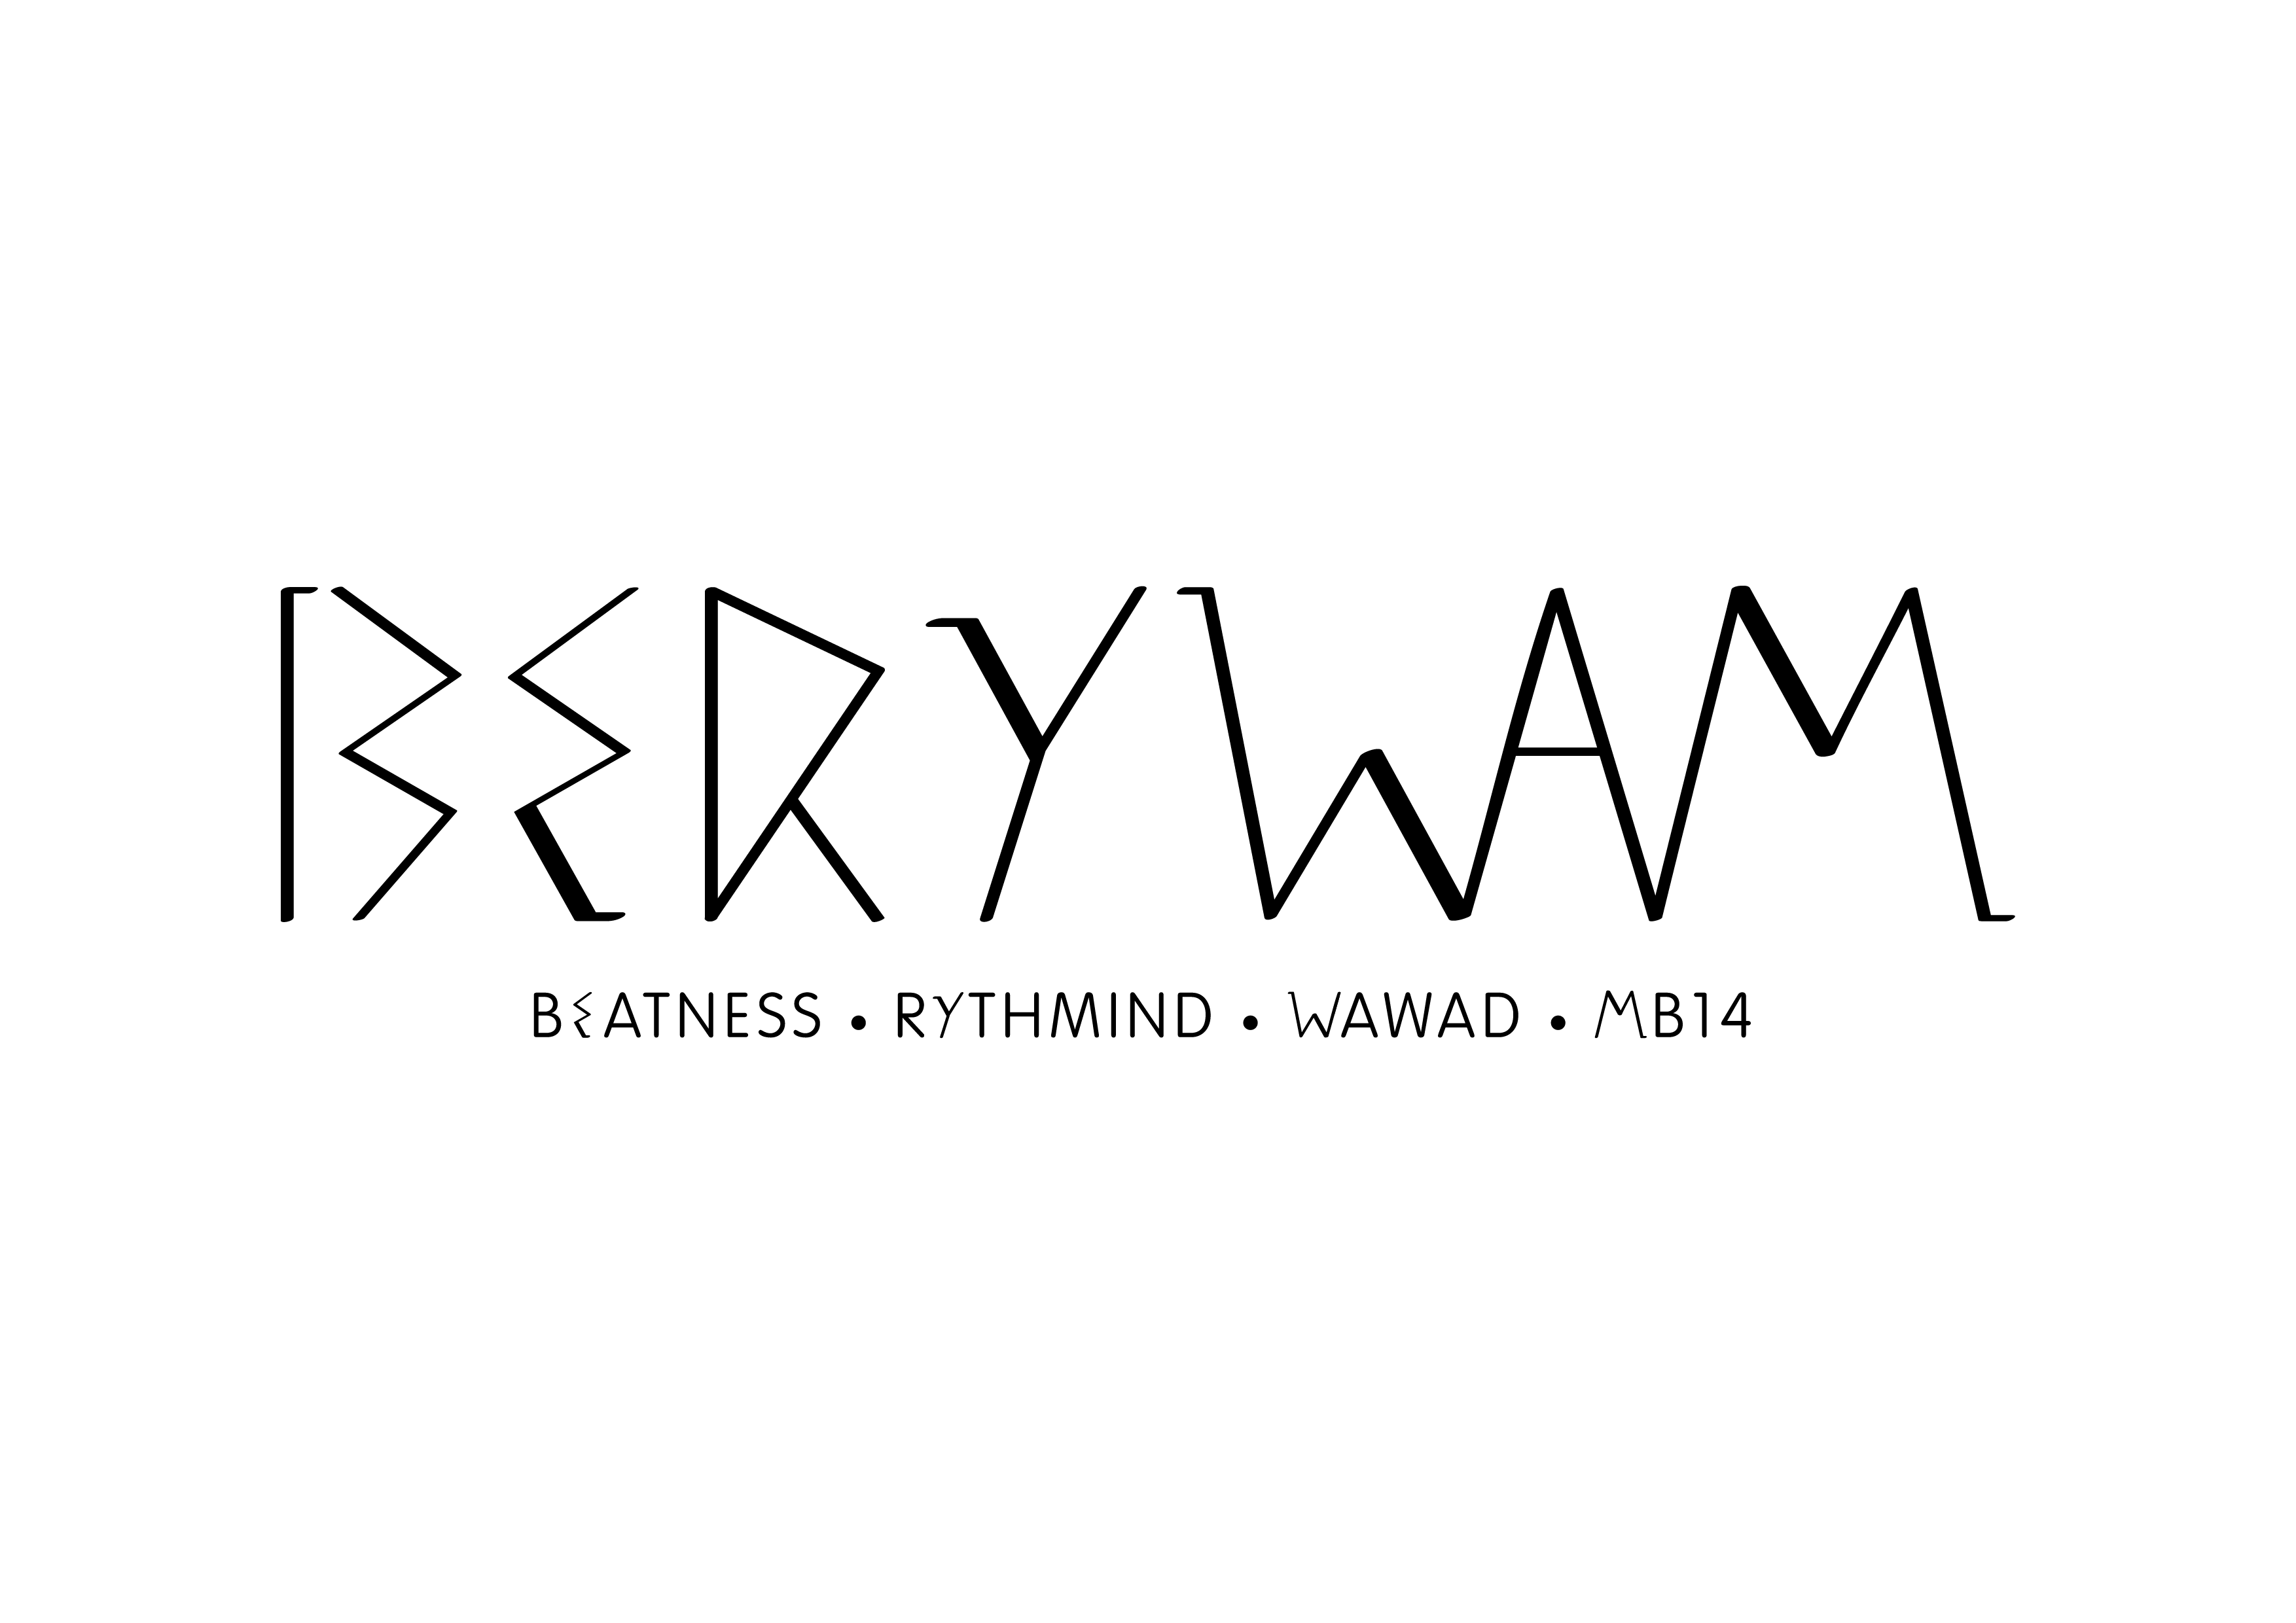 BERYWAM
BEATNESS • RYTHMIND • WAWAD • MB14